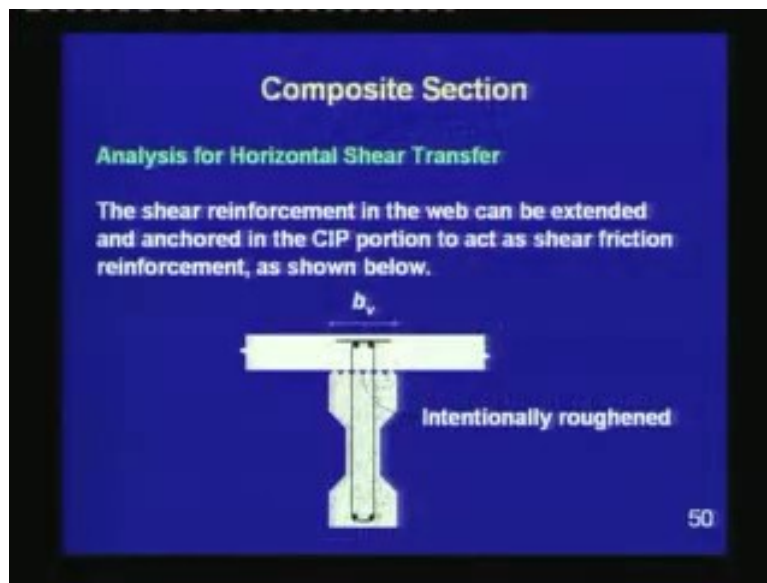 Composite Section
Analysis for Horizontal Shear Transfer
The shear reinforcement in the web can be extended
and anchored in the CIP portion to act as shear friction
reinforcement, as shown below.
bv
Intentionally roughened
50